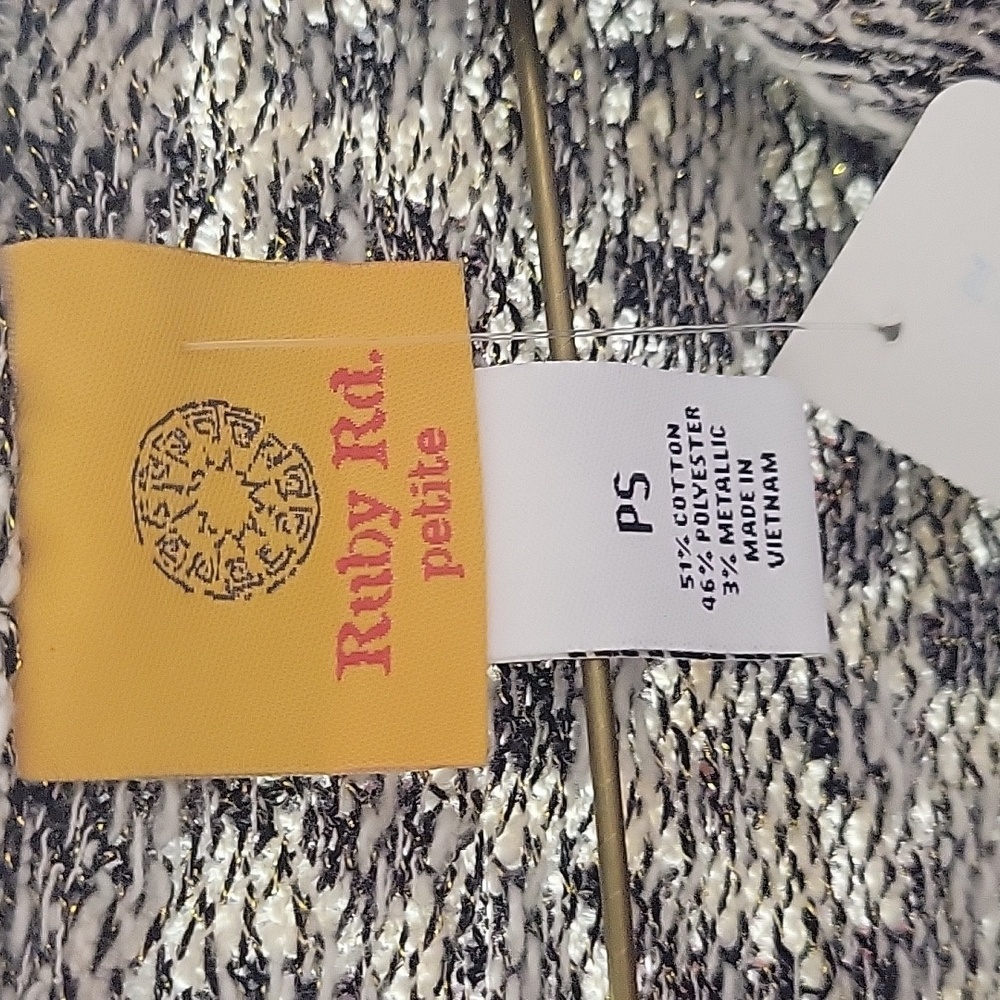 Ruby Rd.
petite
PS
51% COTTON
46% POLYESTER
3% METALLIC
MADE IN
VIETNAM